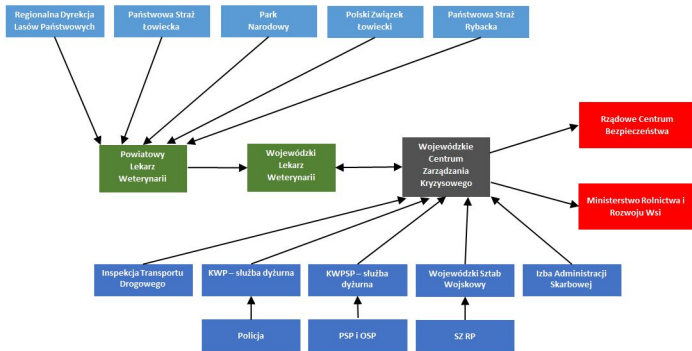 Regionalna Dyrekcja
Lasów Państwowych
Państwowa Straż
Łowiecka
Park
Narodowy
Polski Związek
Łowiecki
Państwowa Straż
Rybacka
Powiatowy
Lekarz
Weterynarii
Wojewódzki
Lekarz
Weterynarii
Wojewódzkie
Centrum
Zarządzania
Kryzysowego
Rządowe Centrum
Bezpieczeństwa
Ministerstwo Rolnictwa i
Rozwoju Wsi
Inspekcja Transportu
Drogowego
KWP – służba dyżurna
KWPSP – służba
dyżurna
Wojewódzki Sztab
Wojskowy
Izba Administracji
Skarbowej
Policja
PSP i OSP
SZ RP